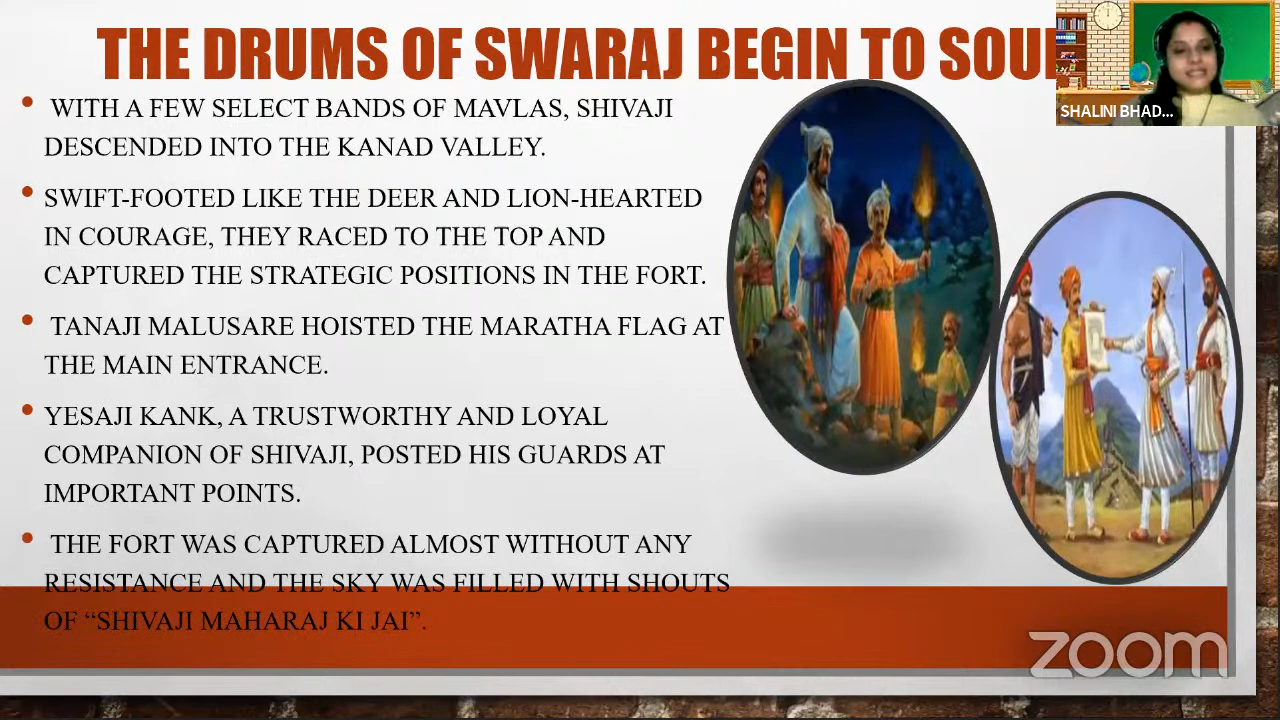 THE DRUMS OF SWARAJ BEGIN TO
SHALINI BHAD...
• WITH A FEW SELECT BANDS OF MAVLAS, SHIVAJI
DESCENDED INTO THE KANAD VALLEY.
• SWIFT-FOOTED LIKE THE DEER AND LION-HEARTED
IN COURAGE, THEY RACED TO THE TOP AND
CAPTURED THE STRATEGIC POSITIONS IN THE FORT.
• TANAJI MALUSARE HOISTED THE MARATHA FLAG AT
THE MAIN ENTRANCE.
• YESAJI KANK, A TRUSTWORTHY AND LOYAL
COMPANION OF SHIVAJI, POSTED HIS GUARDS AT
IMPORTANT POINTS.
• THE FORT WAS CAPTURED ALMOST WITHOUT ANY
RESISTANCE AND THE SKY WAS FILLED WITH SHOUTS
OF “SHIVAJI MAHARAJ KI JAI”.
zoom